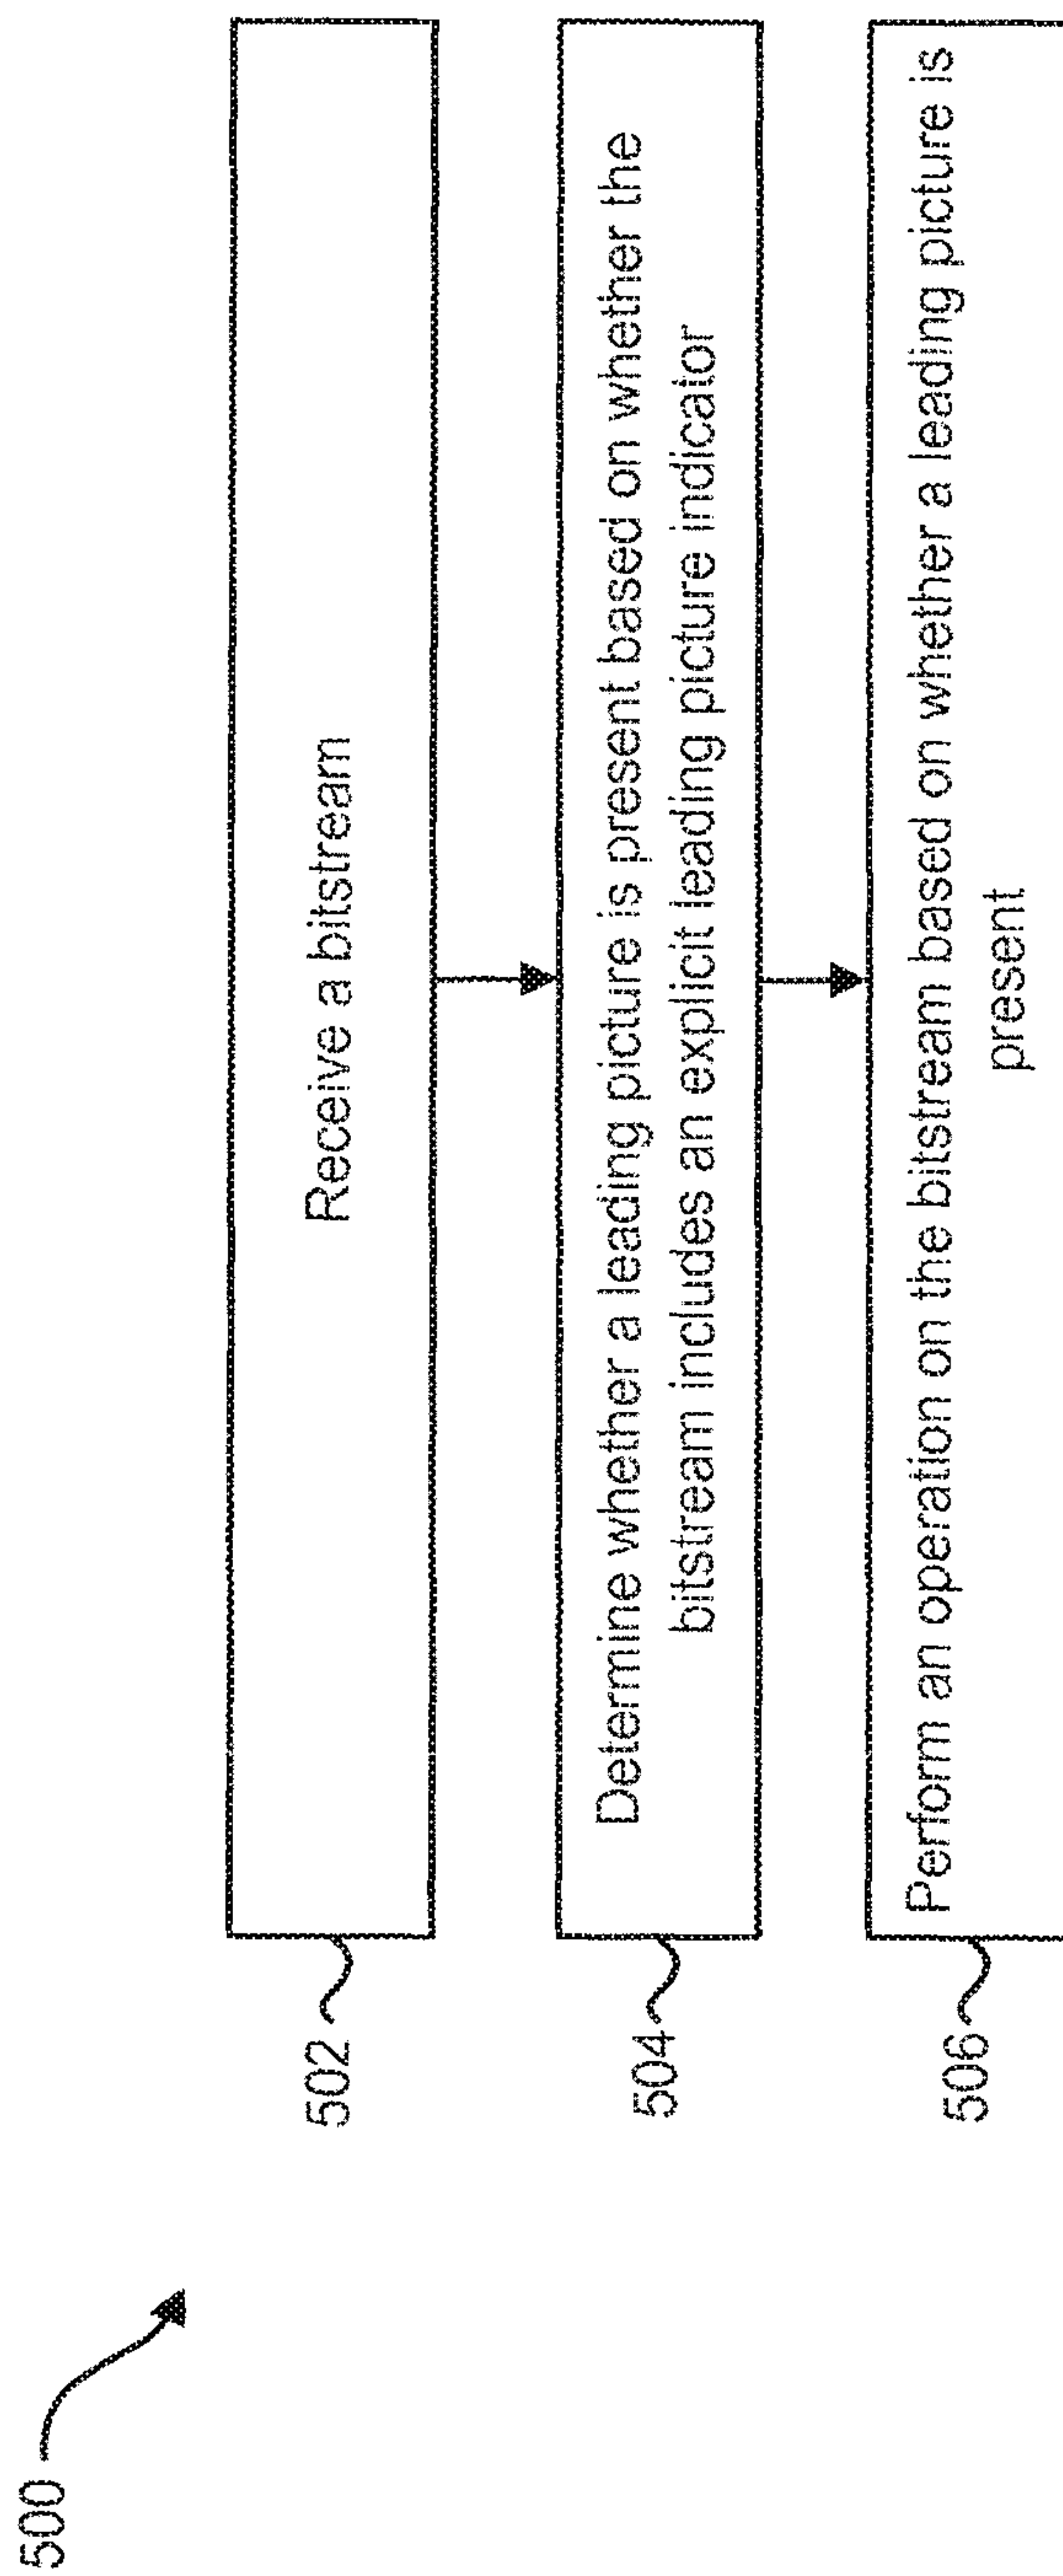 500
502
Receive a bitstream
504
Determine whether a leading picture is present based on whether the
bitstream includes an explicit leading picture indicator
506
Perform an operation on the bitstream based on whether a leading picture is
present